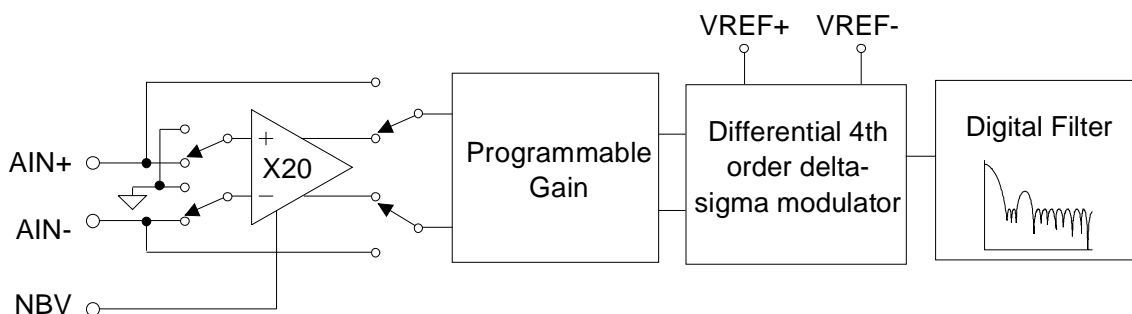 VREF+ VREF-
AIN+
AIN-
NBV
+
X20
−
Programmable
Gain
Differential 4th
order delta-
sigma modulator
Digital Filter